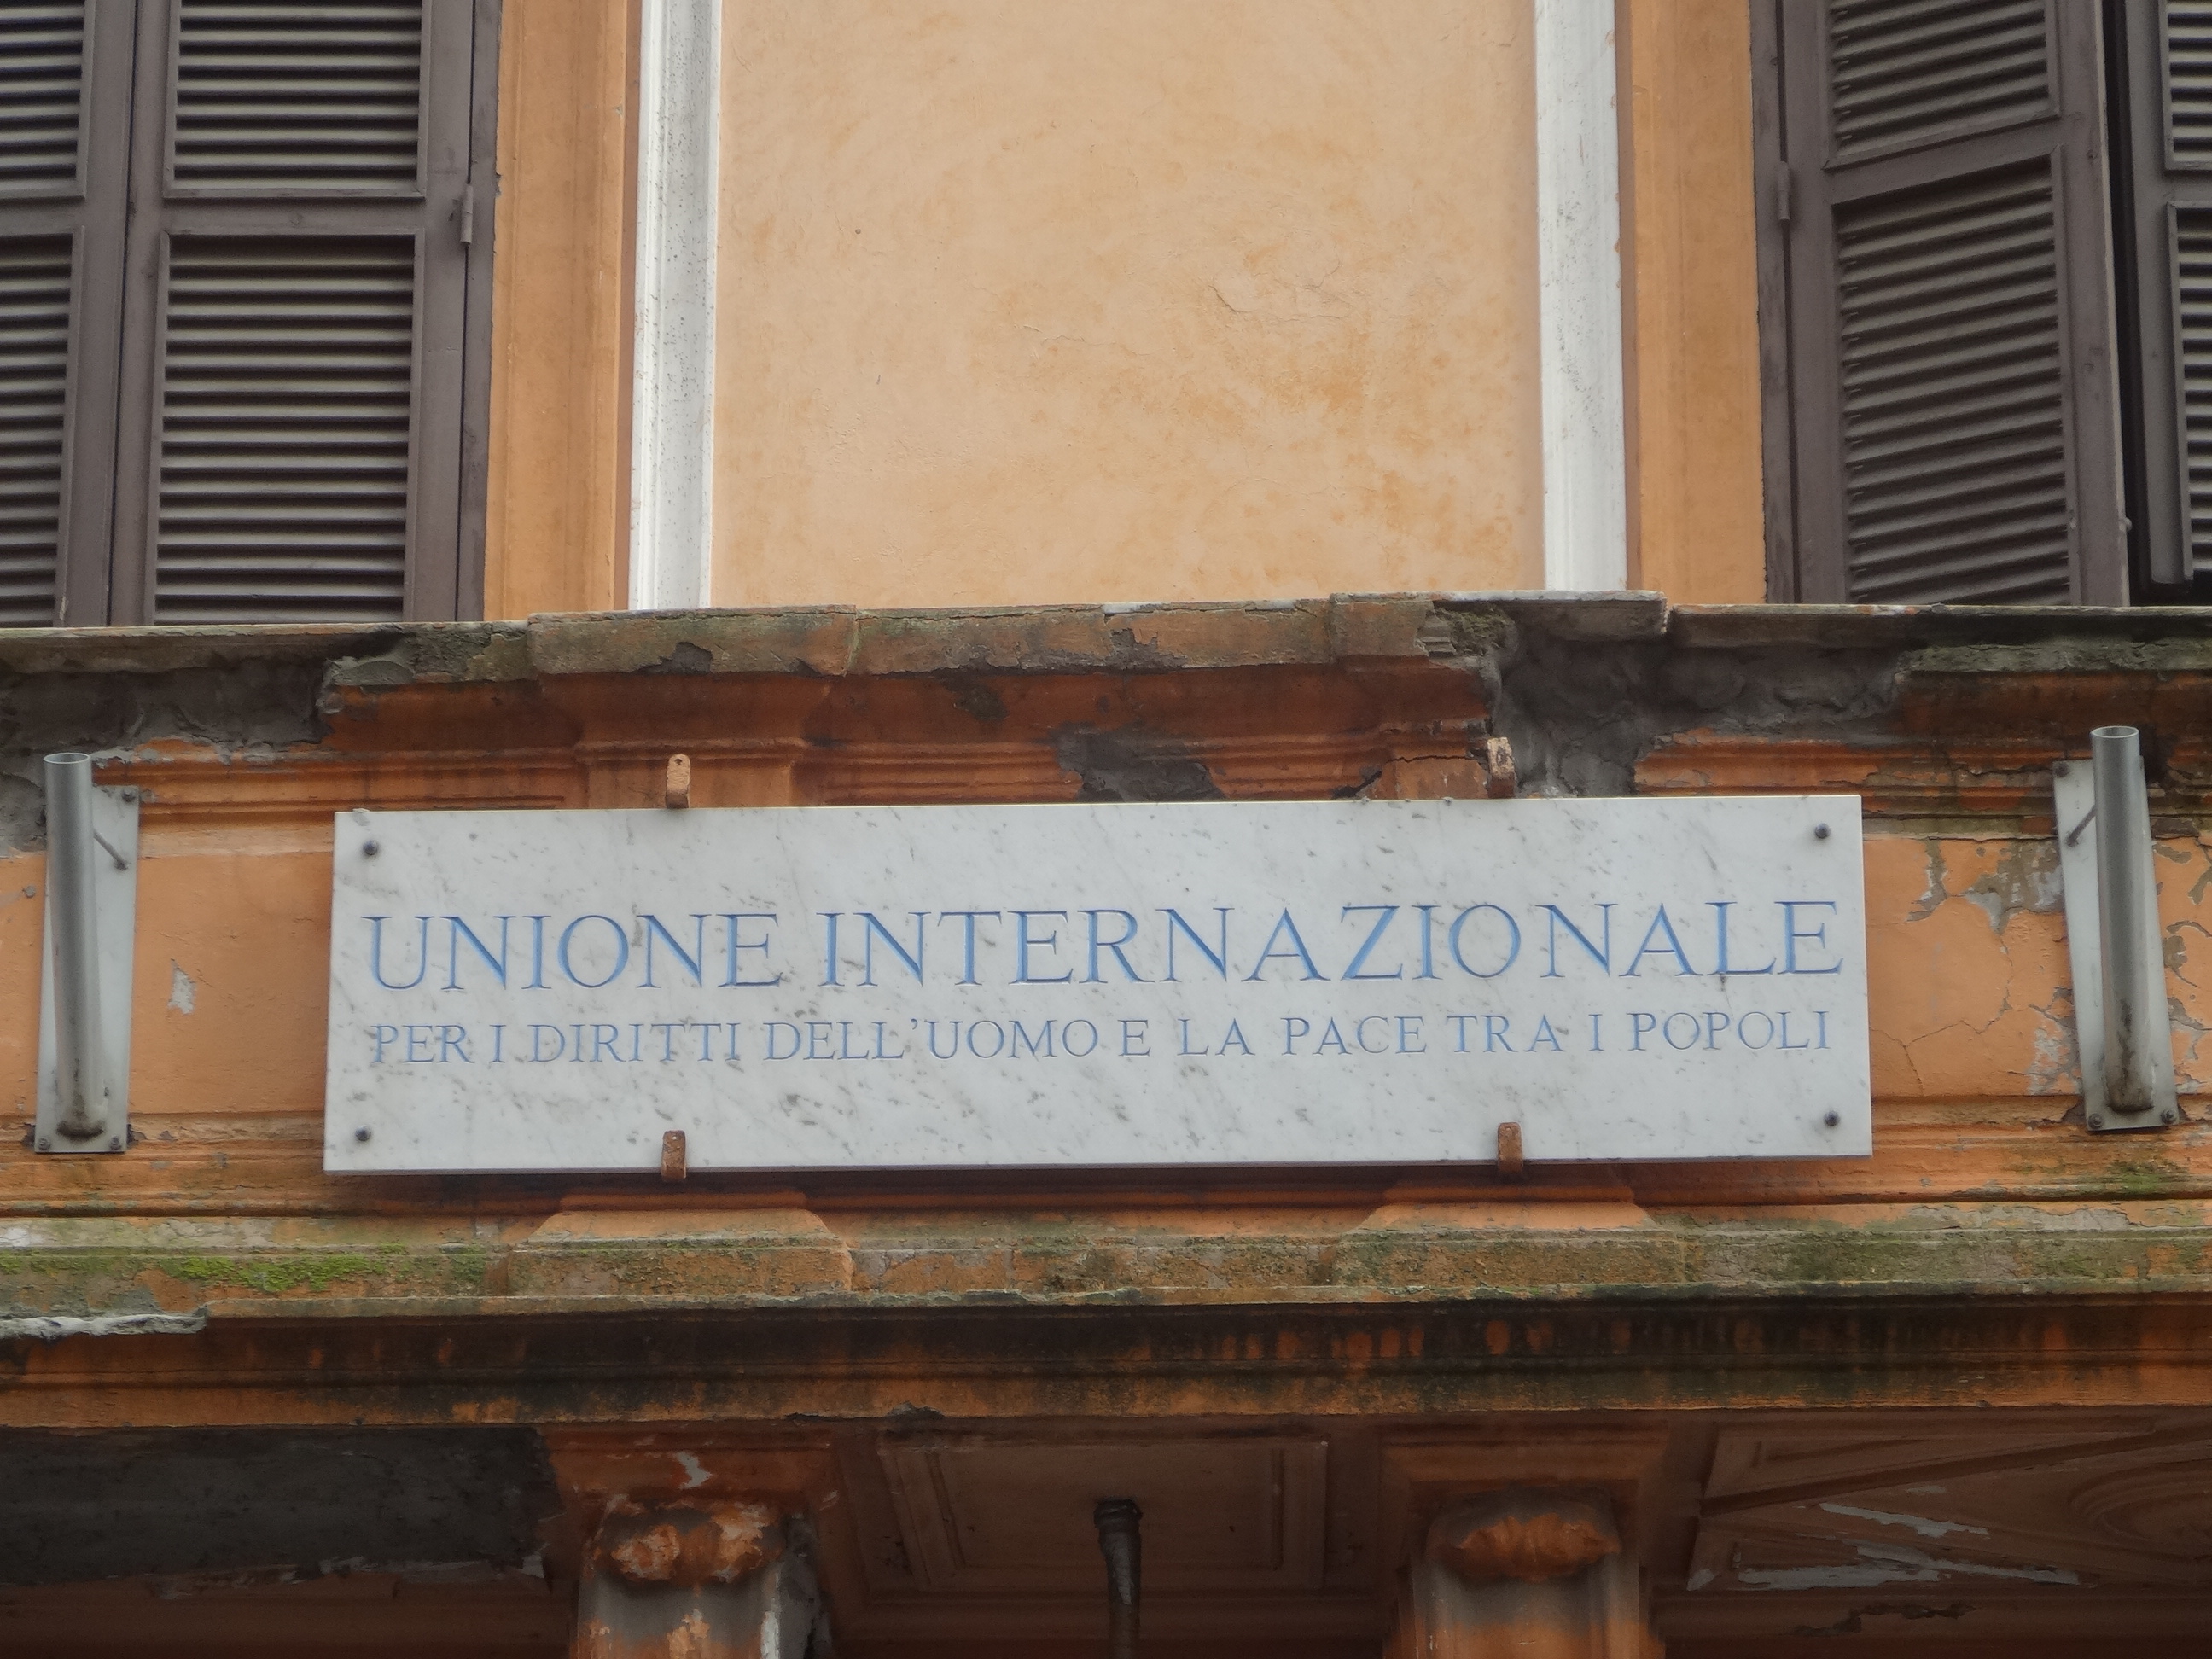 UNIONE INTERNAZIONALE
PER I DIRITTI DELL'UOMO E LA PACE TRA I POPOLI